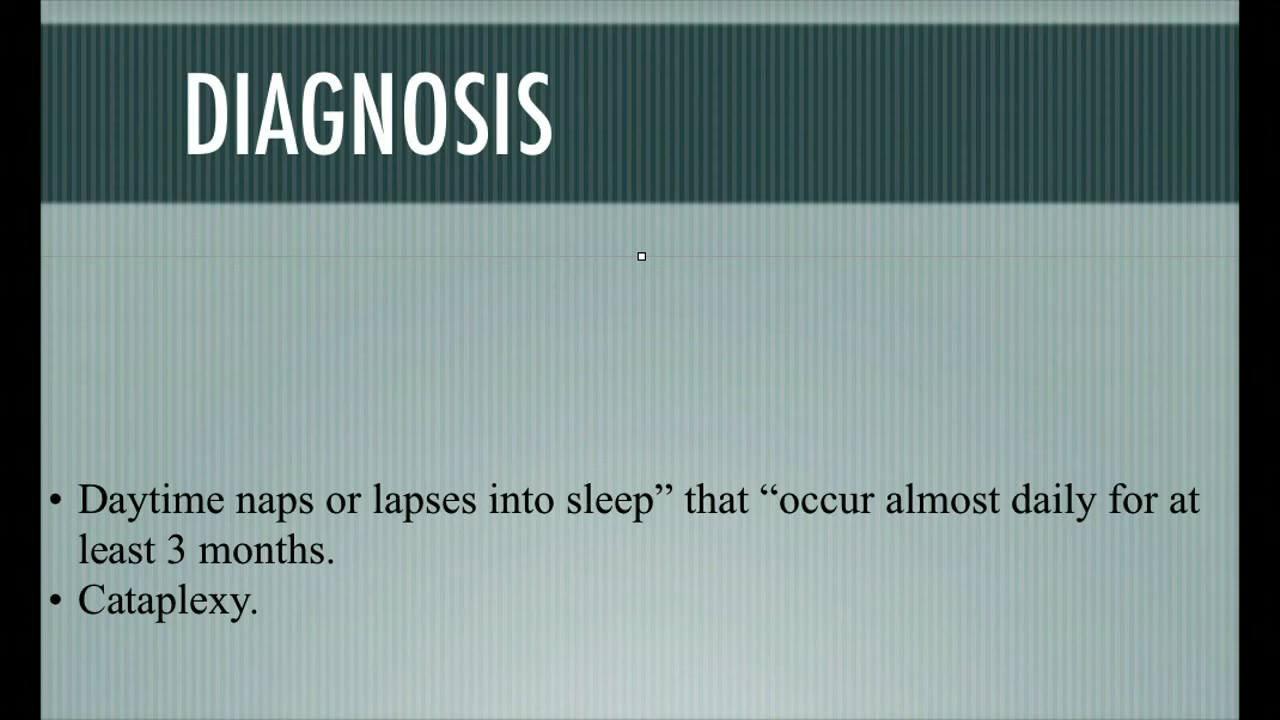 DIAGNOSIS
• Daytime naps or lapses into sleep” that “occur almost daily for at
least 3 months.
• Cataplexy.